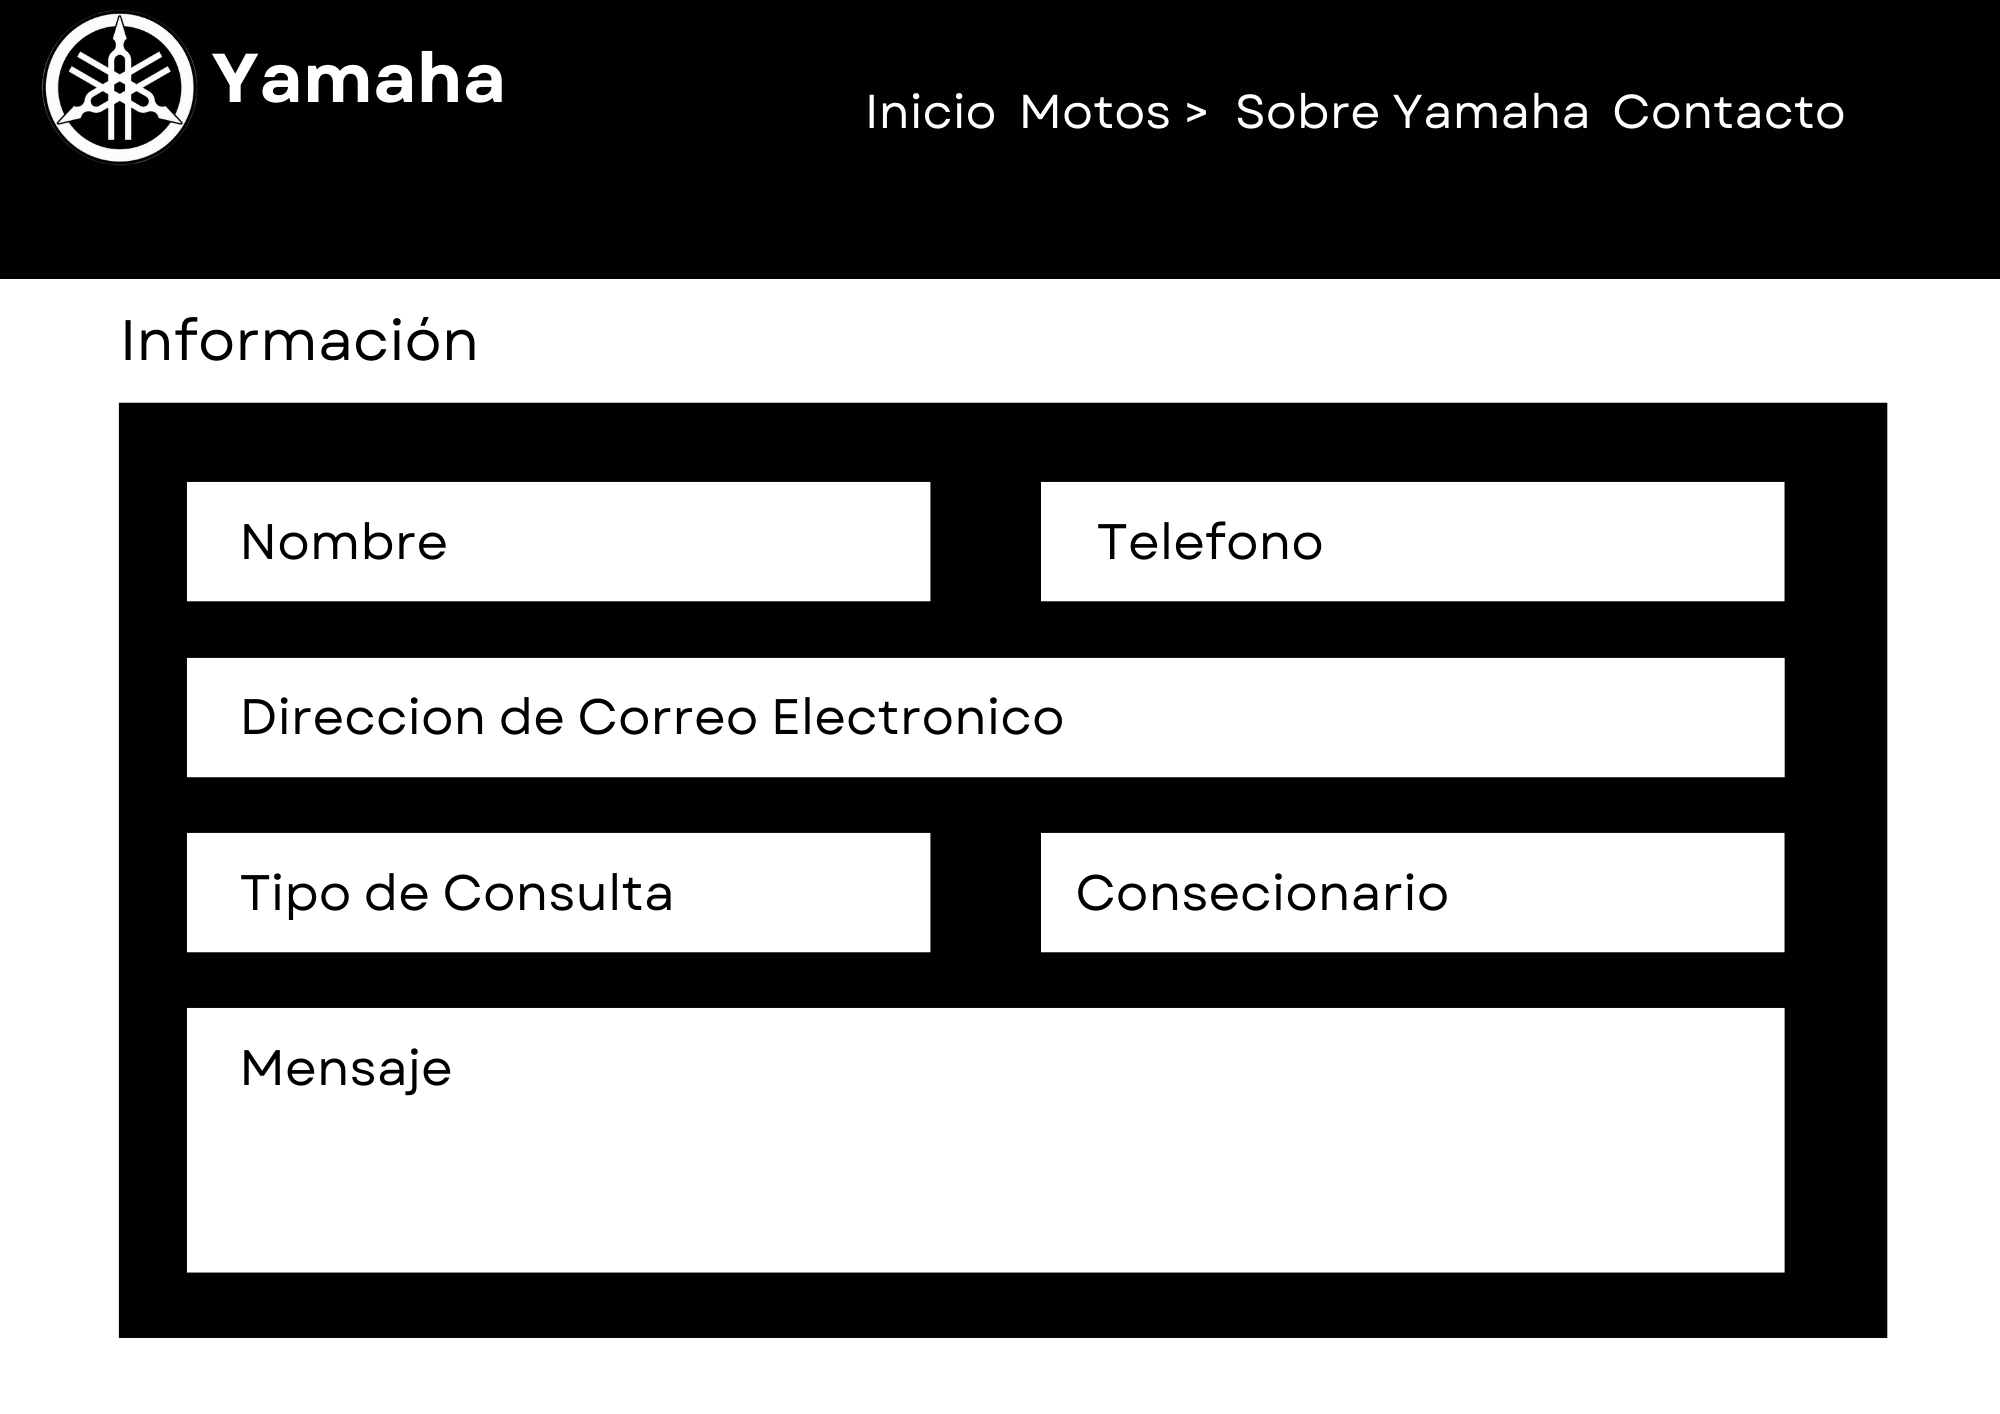 Yamaha
Inicio Motos > Sobre Yamaha Contacto
Información
Nombre
Telefono
Direccion de Correo Electronico
Tipo de Consulta
Consecionario
Mensaje